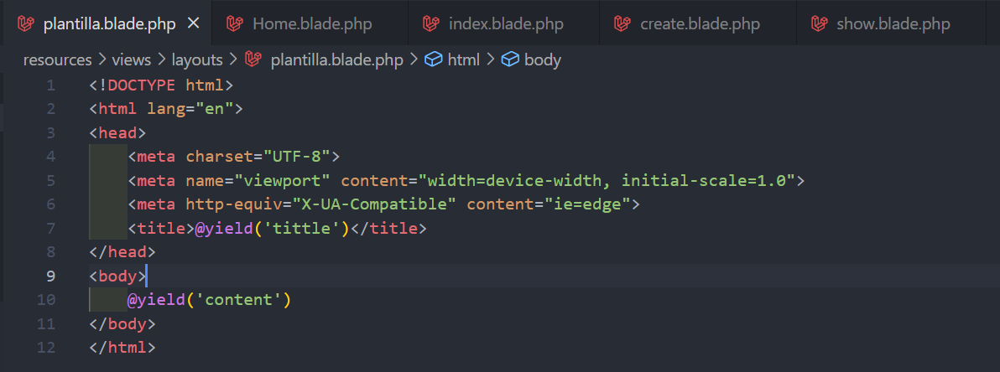 plantilla.blade.php × Home.blade.php index.blade.php create.blade.php show.blade.php
resources > views > layouts > plantilla.blade.php > html > body
1 <!DOCTYPE html>
2 <html lang="en">
3 <head>
4 <meta charset="UTF-8">
5 <meta name="viewport" content="width=device-width, initial-scale=1.0">
6 <meta http-equiv="X-UA-Compatible" content="ie=edge">
7 <title>@yield('tittle')</title>
8 </head>
9 <body>
10 @yield('content')
11 </body>
12 </html>